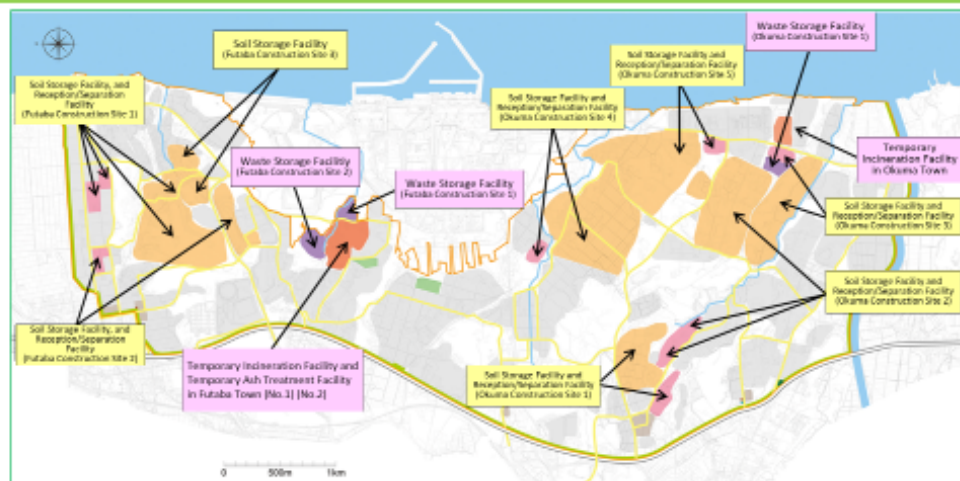 Waste Storage Facility
(Okuma Construction Site 1)
Soil Storage Facility
(Futaba Construction Site 3)
Soil Storage Facility and
Reception/Separation Facility
(Okuma Construction Site 5)
Soil Storage Facility, and
Reception/Separation
Facility
(Futaba Construction Site 1)
Soil Storage Facility and
Reception/Separation Facility
(Okuma Construction Site 4)
Temporary
Incineration Facility
in Okuma Town
Waste Storage Facility
(Futaba Construction Site 2)
Waste Storage Facility
(Futaba Construction Site 1)
Soil Storage Facility and
Reception/Separation Facility
(Okuma Construction Site 3)
Soil Storage Facility and
Reception/Separation Facility
(Okuma Construction Site 2)
Soil Storage Facility, and
Reception/Separation
Facility
(Futaba Construction Site 2)
Temporary Incineration Facility and
Temporary Ash Treatment Facility
in Futaba Town (No.1) (No.2)
Soil Storage Facility and
Reception/Separation Facility
(Okuma Construction Site 1)
0 500m 1km